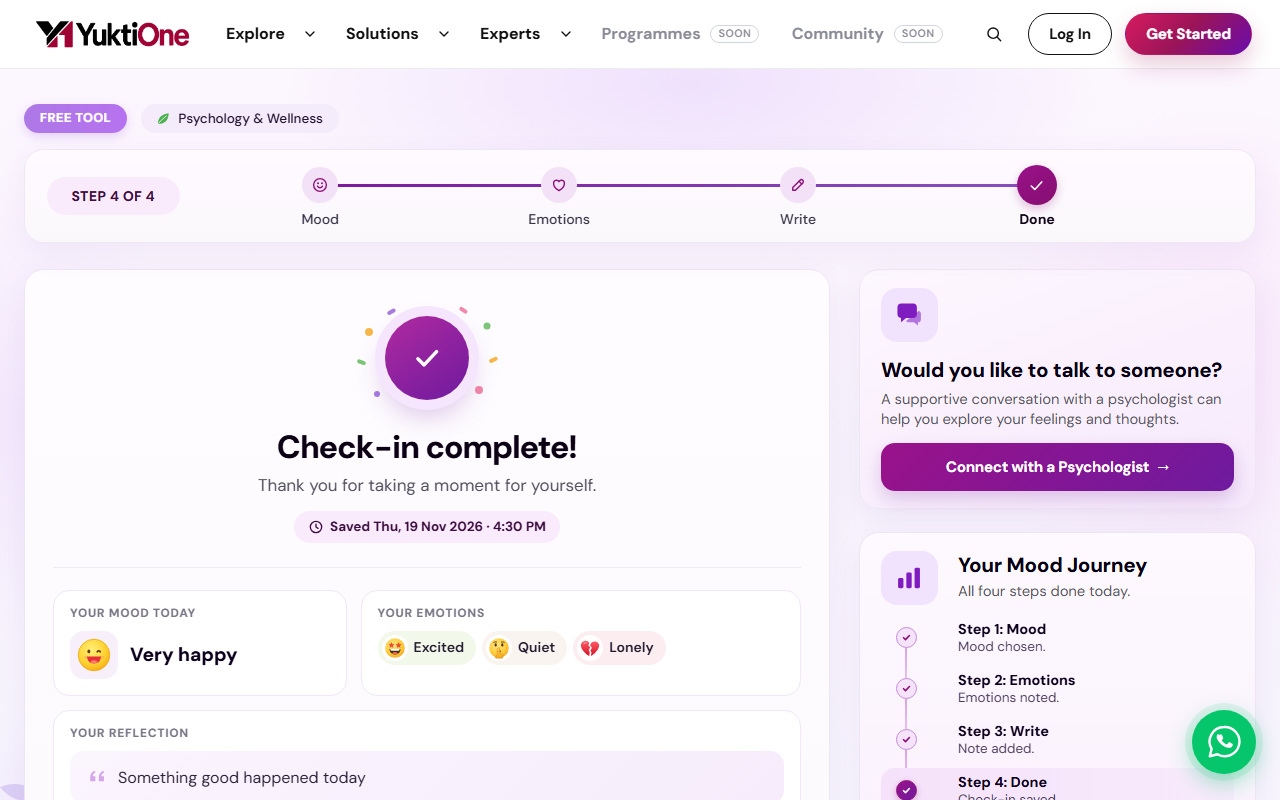 YuktiOne
Explore
Solutions
Experts
Programmes SOON
Community SOON
Log In
Get Started
FREE TOOL
Psychology & Wellness
STEP 4 OF 4
Mood
Emotions
Write
Done
Check-in complete!
Thank you for taking a moment for yourself.
Saved Thu, 19 Nov 2026 · 4:30 PM
YOUR MOOD TODAY
Very happy
YOUR EMOTIONS
Excited
Quiet
Lonely
YOUR REFLECTION
“ Something good happened today
Would you like to talk to someone?
A supportive conversation with a psychologist can
help you explore your feelings and thoughts.
Connect with a Psychologist →
Your Mood Journey
All four steps done today.
Step 1: Mood
Mood chosen.
Step 2: Emotions
Emotions noted.
Step 3: Write
Note added.
Step 4: Done
Check-in saved.